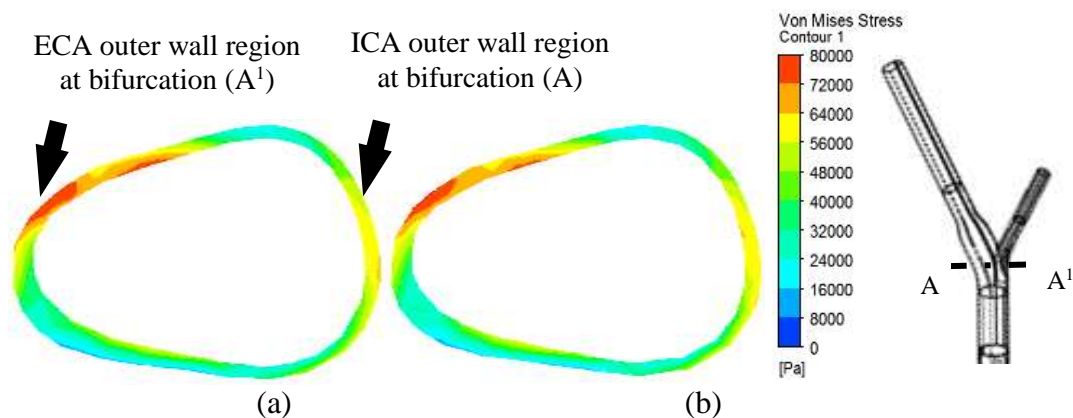 ECA outer wall region
at bifurcation (A¹)
ICA outer wall region
at bifurcation (A)
Von Mises Stress
Contour 1
80000
72000
64000
56000
48000
40000
32000
24000
16000
8000
0
[Pa]
A
A¹
(a)
(b)